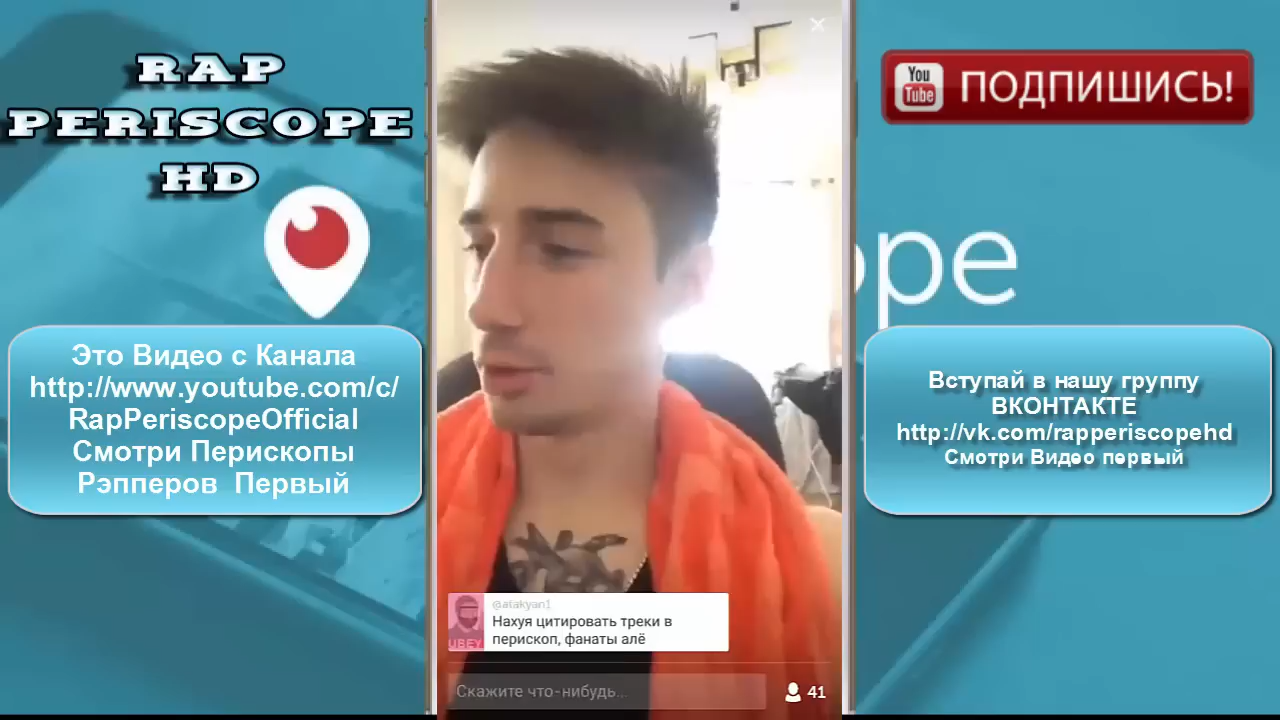 RAP
PERISCOPE
HD
Это Видео с Канала
http://www.youtube.com/c/
RapPeriscopeOfficial
Смотри Перископы
Рэпперов Первый
@atakyan1
Нахуя цитировать треки в
перископ, фанаты алё
UBEY
Скажите что-нибудь...
41
You
Tube
ПОДПИШИСЬ!
ope
Вступай в нашу группу
ВКОНТАКТЕ
http://vk.com/rapperiscopehd
Смотри Видео первый